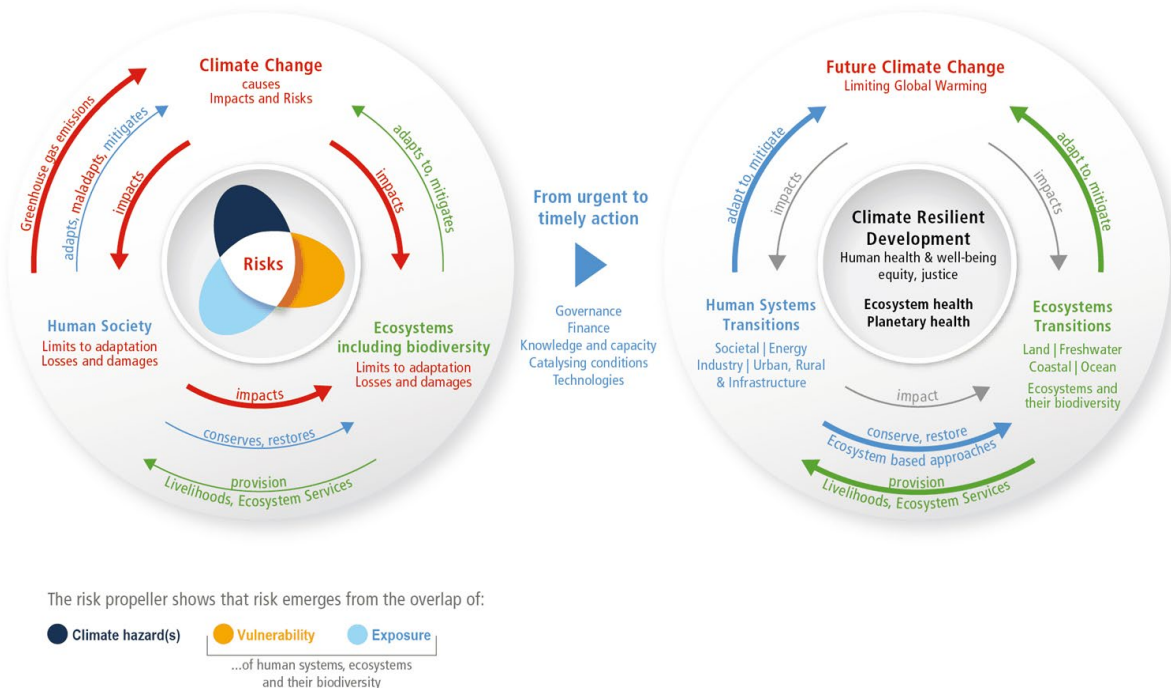 Climate Change
causes
Impacts and Risks
Greenhouse gas emissions
adapts, maladapts, mitigates
impacts
impacts
adapts to, mitigates
Risks
Human Society
Limits to adaptation
Losses and damages
Ecosystems
including biodiversity
Limits to adaptation
Losses and damages
impacts
conserves, restores
provision
Livelihoods, Ecosystem Services
From urgent to
timely action
Governance
Finance
Knowledge and capacity
Catalysing conditions
Technologies
Future Climate Change
Limiting Global Warming
adapt to, mitigate
impacts
impacts
adapt to, mitigate
Climate Resilient
Development
Human health & well-being
equity, justice
Ecosystem health
Planetary health
Human Systems
Transitions
Societal | Energy
Industry | Urban, Rural
& Infrastructure
Ecosystems
Transitions
Land | Freshwater
Coastal | Ocean
Ecosystems and
their biodiversity
impact
conserve, restore
Ecosystem based approaches
provision
Livelihoods, Ecosystem Services
The risk propeller shows that risk emerges from the overlap of:
Climate hazard(s) Vulnerability Exposure
...of human systems, ecosystems
and their biodiversity